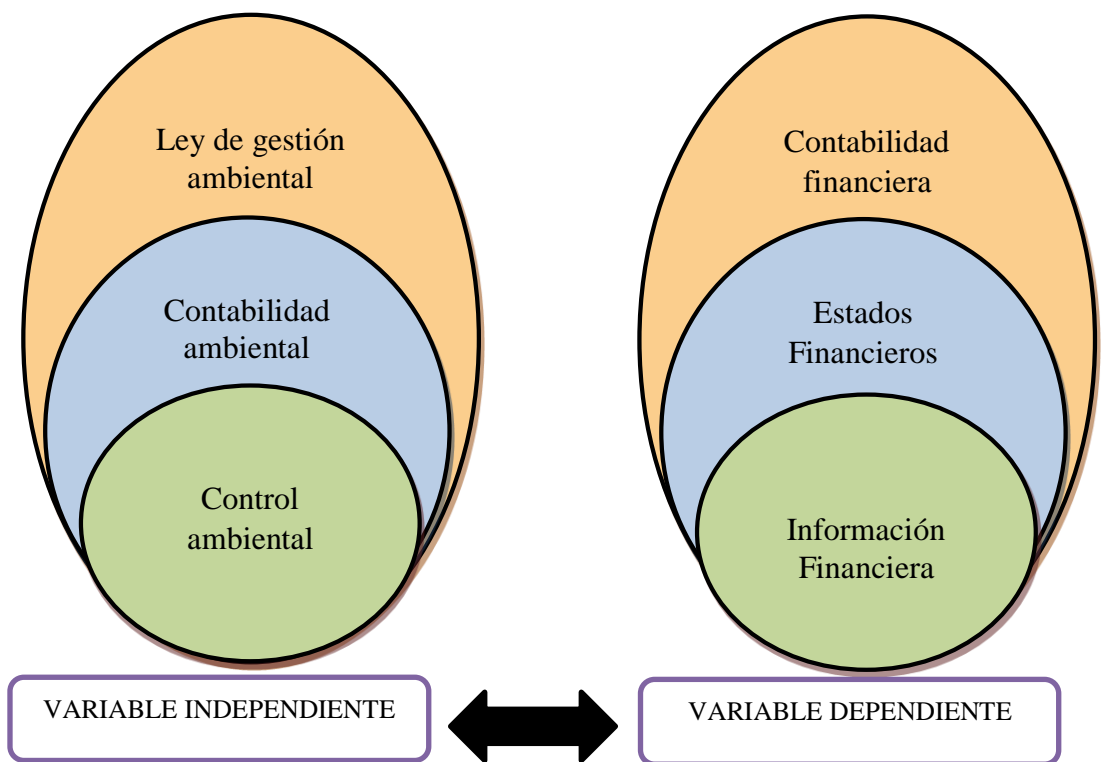 Ley de gestión
ambiental
Contabilidad
ambiental
Control
ambiental
VARIABLE INDEPENDIENTE
Contabilidad
financiera
Estados
Financieros
Información
Financiera
VARIABLE DEPENDIENTE